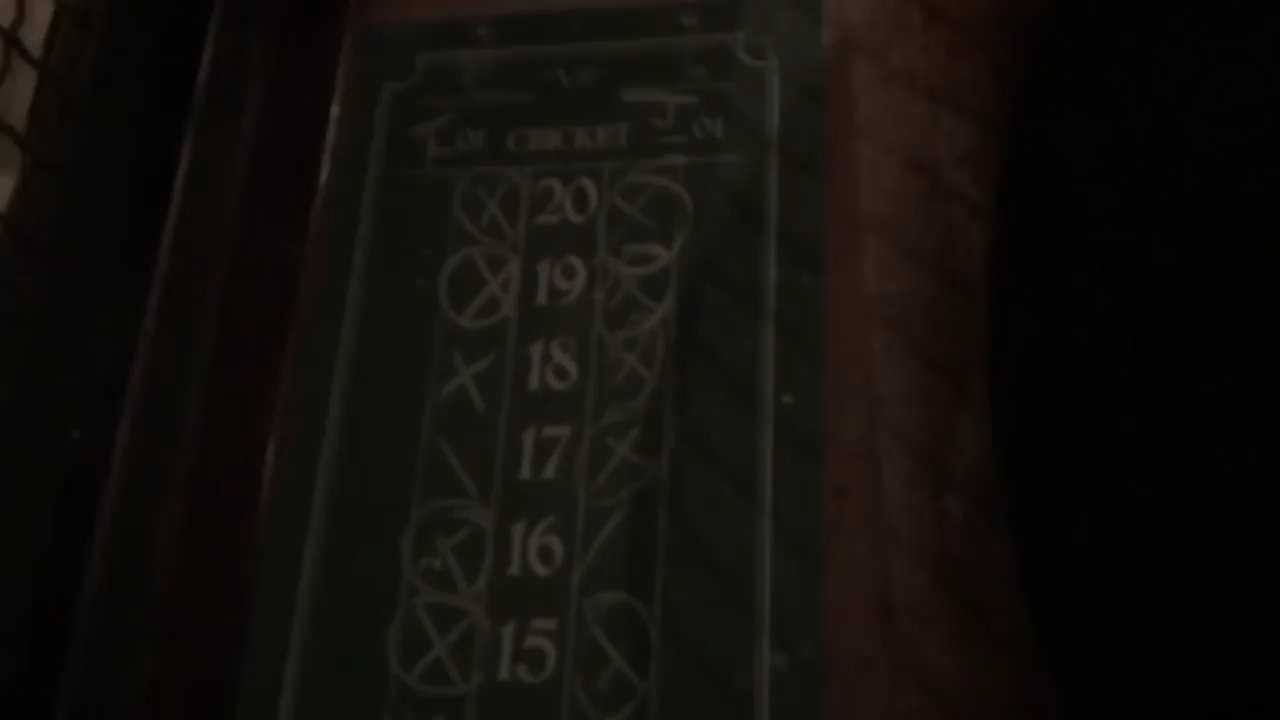 01 CRICKET J 01
X 20
X 19 X
X 18 X
\ 17 X
X 16 /
X 15